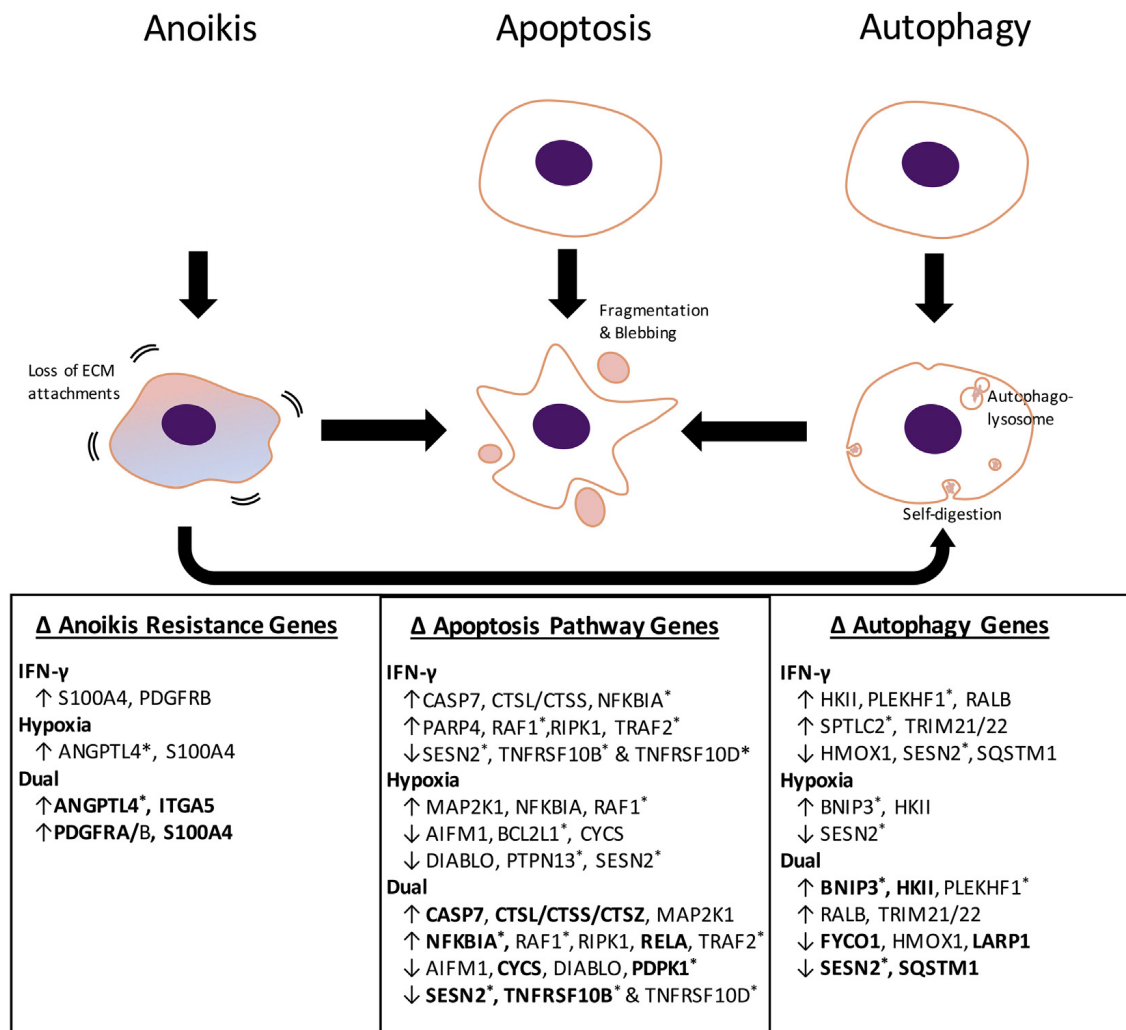 Anoikis
Apoptosis
Autophagy
Fragmentation
& Blebbing
Loss of ECM
attachments
Autophago-
lysosome
Self-digestion
Δ Anoikis Resistance Genes
IFN-γ
↑ S100A4, PDGFRB
Hypoxia
↑ ANGPTL4*, S100A4
Dual
↑ANGPTL4*, ITGA5
↑PDGFRA/B, S100A4
Δ Apoptosis Pathway Genes
IFN-γ
↑CASP7, CTSL/CTSS, NFKBIA*
↑PARP4, RAF1*,RIPK1, TRAF2*
↓SESN2*, TNFRSF10B* & TNFRSF10D*
Hypoxia
↑ MAP2K1, NFKBIA, RAF1*
↓ AIFM1, BCL2L1*, CYCS
↓ DIABLO, PTPN13*, SESN2*
Dual
↑ CASP7, CTSL/CTSS/CTSZ, MAP2K1
↑ NFKBIA*, RAF1*, RIPK1, RELA, TRAF2*
↓ AIFM1, CYCS, DIABLO, PDPK1*
↓ SESN2*, TNFRSF10B* & TNFRSF10D*
Δ Autophagy Genes
IFN-γ
↑ HKII, PLEKHF1*, RALB
↑ SPTLC2*, TRIM21/22
↓ HMOX1, SESN2*, SQSTM1
Hypoxia
↑ BNIP3*, HKII
↓ SESN2*
Dual
↑ BNIP3*, HKII, PLEKHF1*
↑ RALB, TRIM21/22
↓ FYCO1, HMOX1, LARP1
↓ SESN2*, SQSTM1